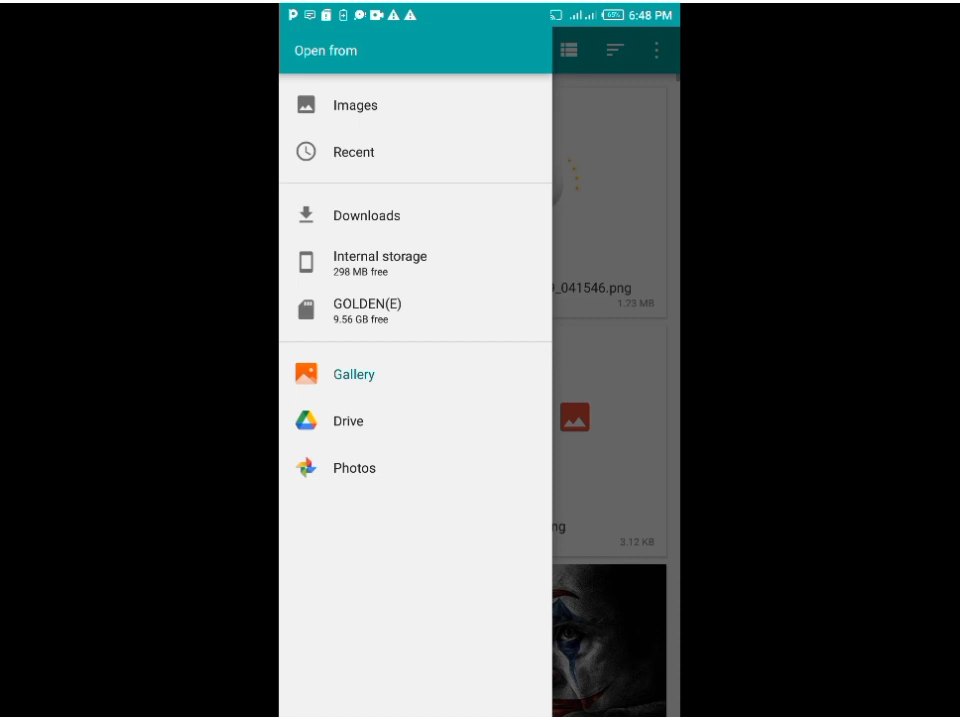 6:48 PM
65%
Open from
Images
Recent
Downloads
Internal storage
298 MB free
GOLDEN(E)
9.56 GB free
Gallery
Drive
Photos
_041546.png
1.23 MB
ng
3.12 KB